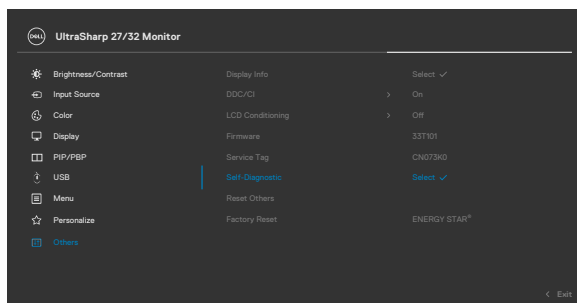 DELL UltraSharp 27/32 Monitor
Brightness/Contrast Display Info Select ✓
Input Source DDC/CI > On
Color LCD Conditioning > Off
Display Firmware 33T101
PIP/PBP Service Tag CN073K0
USB Self-Diagnostic Select ✓
Menu Reset Others
Personalize Factory Reset ENERGY STAR®
Others
< Exit